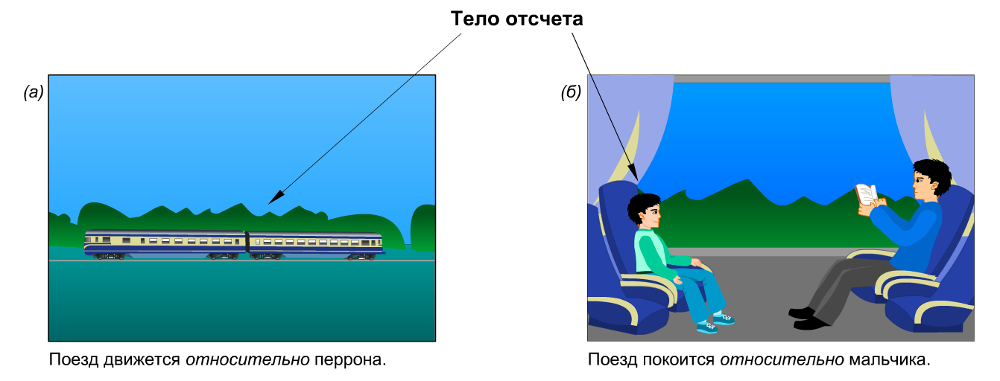 Тело отсчета
(а)
(б)
Поезд движется относительно перрона.
Поезд покоится относительно мальчика.